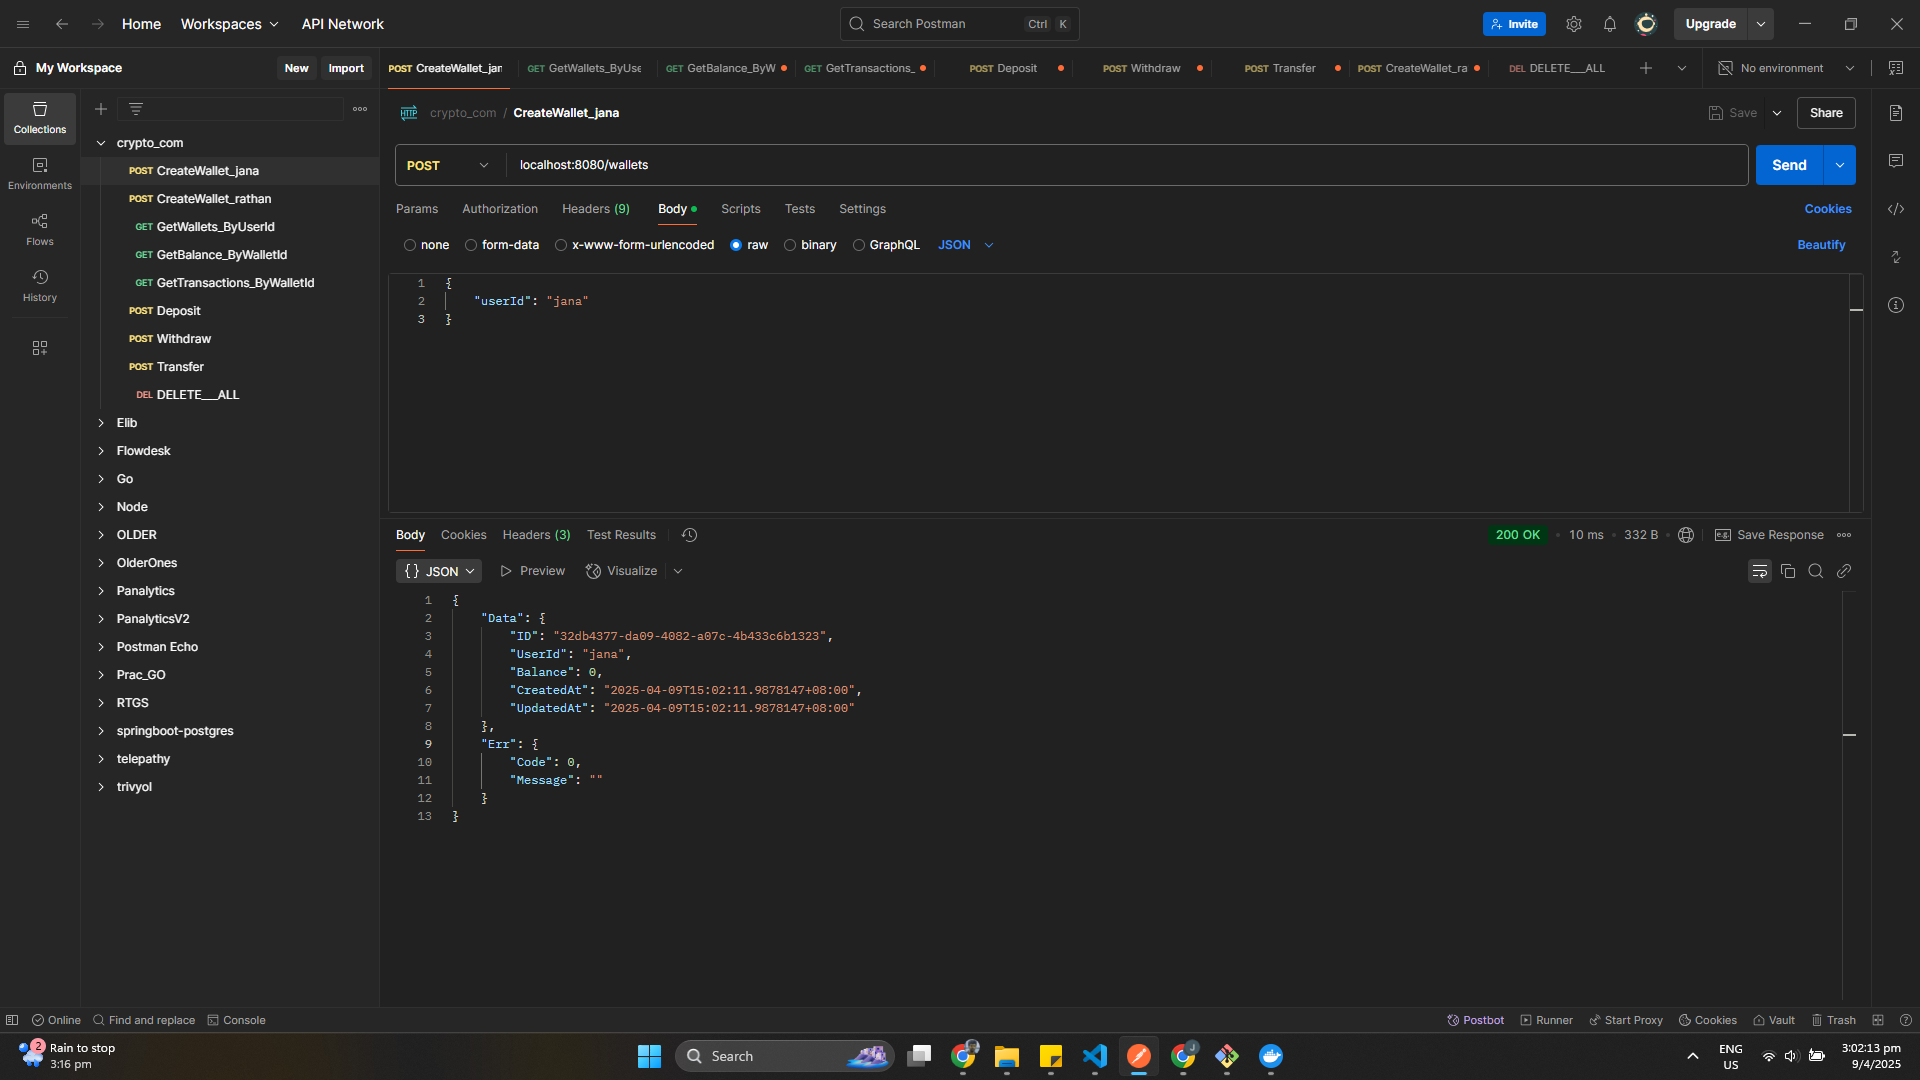 Home Workspaces API Network Search Postman Ctrl K Invite Upgrade
My Workspace New Import POST CreateWallet_jan GET GetWallets_ByUse GET GetBalance_ByW GET GetTransactions_ POST Deposit POST Withdraw POST Transfer POST CreateWallet_ra DEL DELETE___ALL No environment
Collections
Environments
Flows
History
crypto_com
POST CreateWallet_jana
POST CreateWallet_rathan
GET GetWallets_ByUserId
GET GetBalance_ByWalletId
GET GetTransactions_ByWalletId
POST Deposit
POST Withdraw
POST Transfer
DEL DELETE___ALL
Elib
Flowdesk
Go
Node
OLDER
OlderOnes
Panalytics
PanalyticsV2
Postman Echo
Prac_GO
RTGS
springboot-postgres
telepathy
trivyol
HTTP crypto_com / CreateWallet_jana Save Share
POST localhost:8080/wallets Send
Params Authorization Headers (9) Body Scripts Tests Settings Cookies
none form-data x-www-form-urlencoded raw binary GraphQL JSON Beautify
1 {
2 "userId": "jana"
3 }
Body Cookies Headers (3) Test Results 200 OK 10 ms 332 B e.g. Save Response
{} JSON Preview Visualize
1 {
2 "Data": {
3 "ID": "32db4377-da09-4082-a07c-4b433c6b1323",
4 "UserId": "jana",
5 "Balance": 0,
6 "CreatedAt": "2025-04-09T15:02:11.9878147+08:00",
7 "UpdatedAt": "2025-04-09T15:02:11.9878147+08:00"
8 },
9 "Err": {
10 "Code": 0,
11 "Message": ""
12 }
13 }
Online Find and replace Console Postbot Runner Start Proxy Cookies Vault Trash
2 Rain to stop
3:16 pm
Search
J
ENG
US
3:02:13 pm
9/4/2025